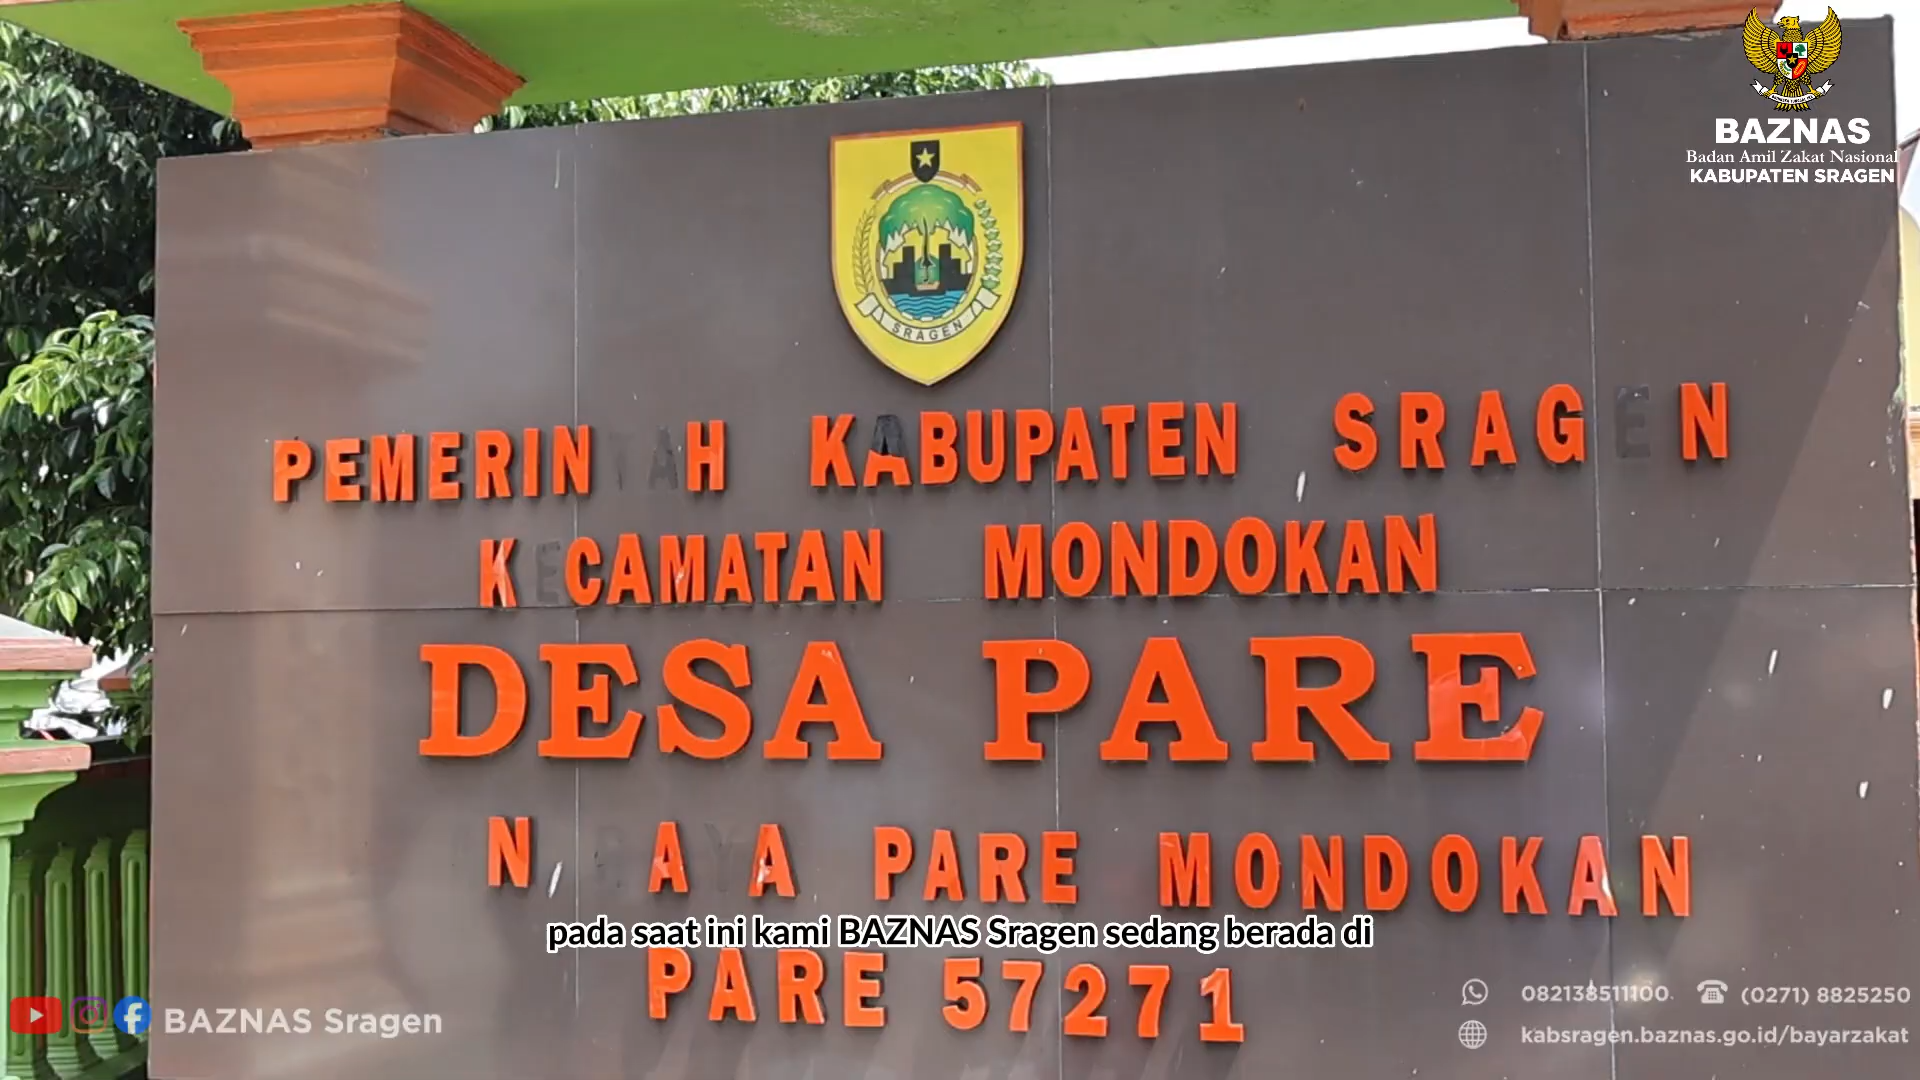 BAZNAS
Badan Amil Zakat Nasional
KABUPATEN SRAGEN
SRAGEN
PEMERINTAH KABUPATEN SRAGEN
KECAMATAN MONDOKAN
DESA PARE
N A A PARE MONDOKAN
pada saat ini kami BAZNAS Sragen sedang berada di
PARE 57271
BAZNAS Sragen
082138511100
(0271) 8825250
kabsragen.baznas.go.id/bayarzakat